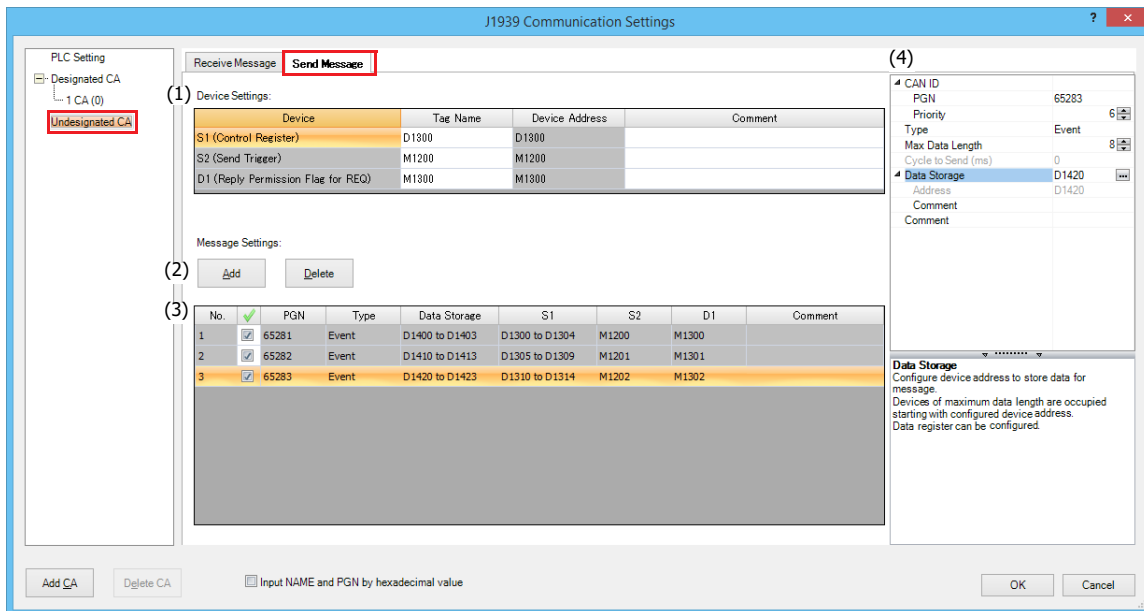 J1939 Communication Settings
?
×
PLC Setting
Designated CA
1 CA (0)
Undesignated CA
Receive Message
Send Message
(1)
Device Settings:
Device Tag Name Device Address Comment
S1 (Control Register) D1300 D1300
S2 (Send Trigger) M1200 M1200
D1 (Reply Permission Flag for REQ) M1300 M1300
Message Settings:
(2)
Add
Delete
(3)
No. PGN Type Data Storage S1 S2 D1 Comment
1 65281 Event D1400 to D1403 D1300 to D1304 M1200 M1300
2 65282 Event D1410 to D1413 D1305 to D1309 M1201 M1301
3 65283 Event D1420 to D1423 D1310 to D1314 M1202 M1302
(4)
CAN ID
PGN 65283
Priority 6
Type Event
Max Data Length 8
Cycle to Send (ms) 0
Data Storage D1420 ...
Address D1420
Comment
Comment
Data Storage
Configure device address to store data for
message.
Devices of maximum data length are occupied
starting with configured device address.
Data register can be configured.
Add CA
Delete CA
Input NAME and PGN by hexadecimal value
OK
Cancel